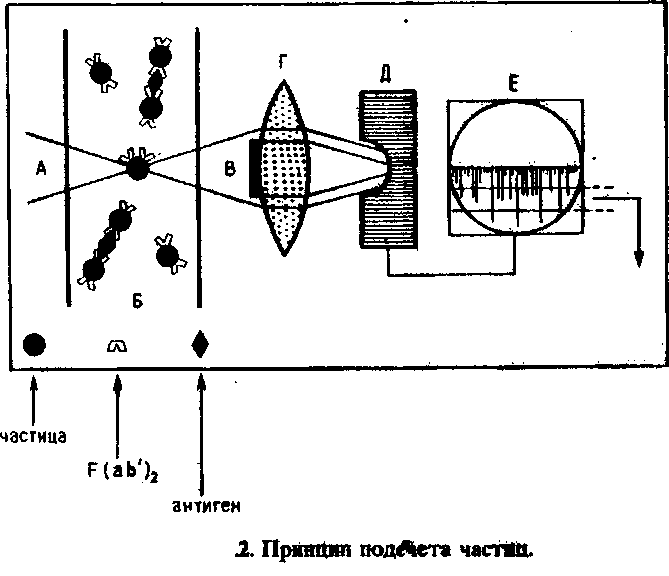 Г
Д
Е
А
В
Б
частица
F(ab')₂
антиген
2. Принцип подсчета частиц.